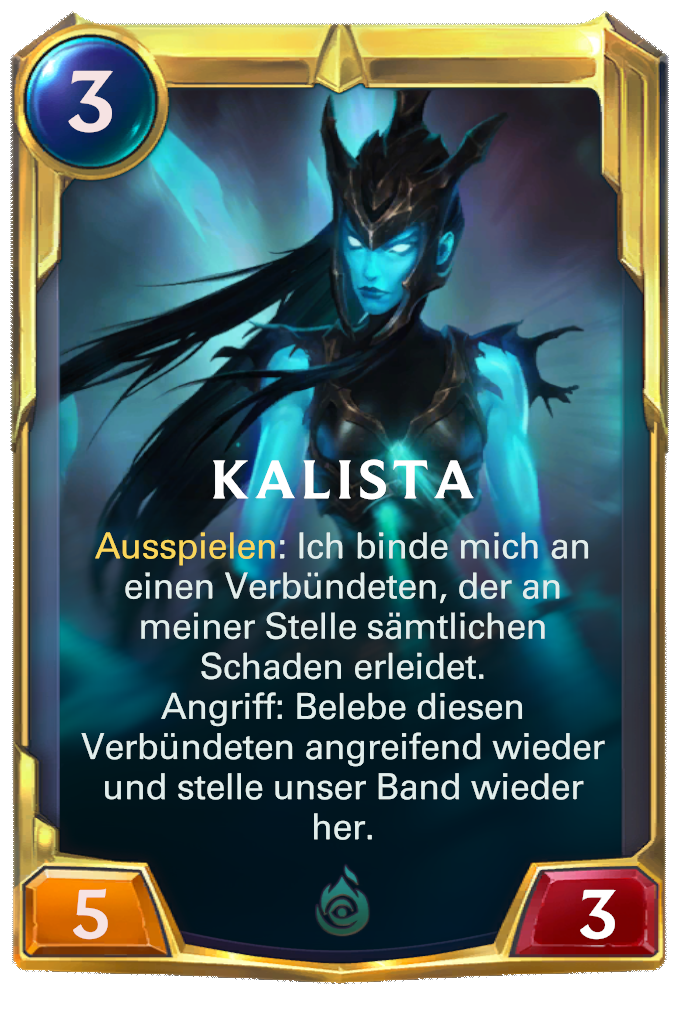 3
KALISTA
Ausspielen: Ich binde mich an
einen Verbündeten, der an
meiner Stelle sämtlichen
Schaden erleidet.
Angriff: Belebe diesen
Verbündeten angreifend wieder
und stelle unser Band wieder
her.
5
3